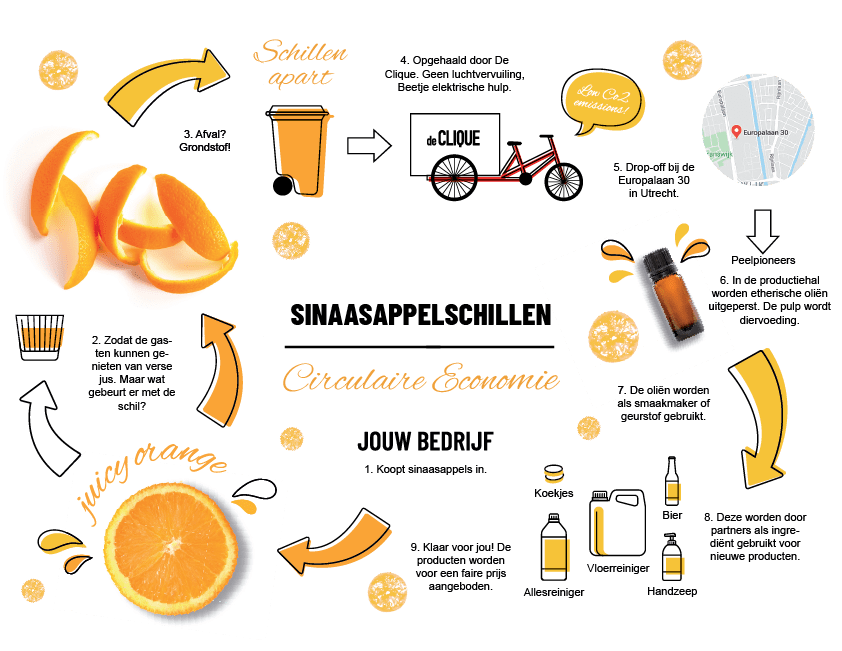 SINAASAPPELSCHILLEN
Circulaire Economie
JOUW BEDRIJF
1. Koopt sinaasappels in.
juicy orange
2. Zodat de gas-
ten kunnen ge-
nieten van verse
jus. Maar wat
gebeurt er met de
schil?
3. Afval?
Grondstof!
Schillen
apart
4. Opgehaald door De
Clique. Geen luchtvervuiling,
Beetje elektrische hulp.
de CLIQUE
Low Co2
emissions!
5. Drop-off bij de
Europalaan 30
in Utrecht.
Europalaan 30
Peelpioneers
6. In de productiehal
worden etherische oliën
uitgeperst. De pulp wordt
diervoeding.
7. De oliën worden
als smaakmaker of
geurstof gebruikt.
8. Deze worden door
partners als ingre-
diënt gebruikt voor
nieuwe producten.
Koekjes
Bier
Vloerreiniger
Allesreiniger
Handzeep
9. Klaar voor jou! De
producten worden
voor een faire prijs
aangeboden.